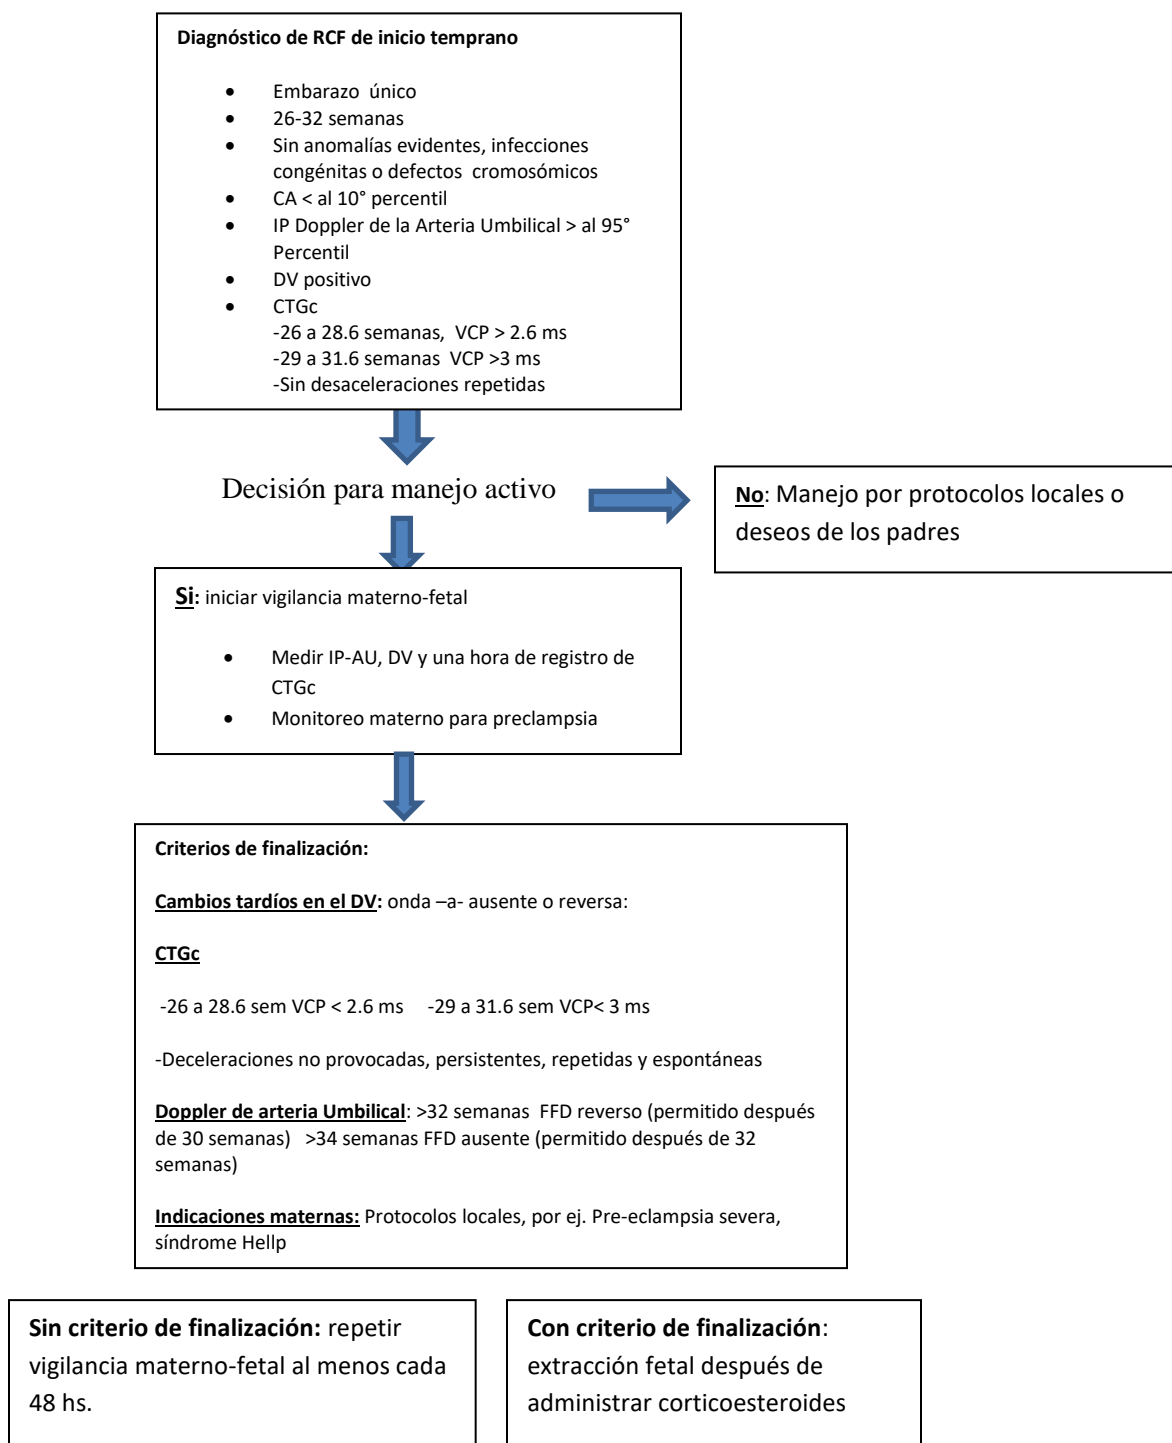 Diagnóstico de RCF de inicio temprano
• Embarazo único
• 26-32 semanas
• Sin anomalías evidentes, infecciones
congénitas o defectos cromosómicos
• CA < al 10° percentil
• IP Doppler de la Arteria Umbilical > al 95°
Percentil
• DV positivo
• CTGc
-26 a 28.6 semanas, VCP > 2.6 ms
-29 a 31.6 semanas VCP >3 ms
-Sin desaceleraciones repetidas
Decisión para manejo activo
No: Manejo por protocolos locales o
deseos de los padres
Si: iniciar vigilancia materno-fetal
• Medir IP-AU, DV y una hora de registro de
CTGc
• Monitoreo materno para preclampsia
Criterios de finalización:
Cambios tardíos en el DV: onda –a- ausente o reversa:
CTGc
-26 a 28.6 sem VCP < 2.6 ms -29 a 31.6 sem VCP< 3 ms
-Deceleraciones no provocadas, persistentes, repetidas y espontáneas
Doppler de arteria Umbilical: >32 semanas FFD reverso (permitido después
de 30 semanas) >34 semanas FFD ausente (permitido después de 32
semanas)
Indicaciones maternas: Protocolos locales, por ej. Pre-eclampsia severa,
síndrome Hellp
Sin criterio de finalización: repetir
vigilancia materno-fetal al menos cada
48 hs.
Con criterio de finalización:
extracción fetal después de
administrar corticoesteroides